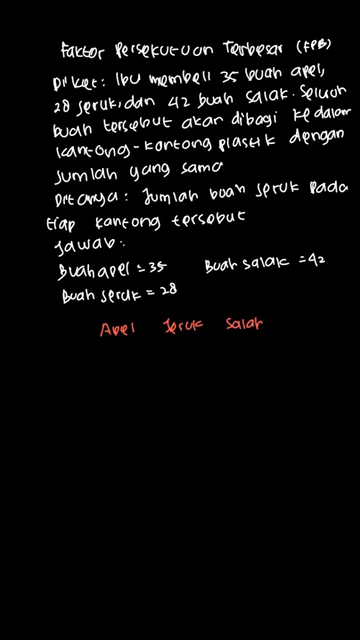 Faktor Persekutuan Terbesar (FPB)
Diket: Ibu membeli 35 buah apel,
28 jeruk, dan 42 buah salak. Seluruh
buah tersebut akan dibagi kedalam
kantong-kantong plastik dengan
jumlah yang sama
Ditanya: Jumlah buah jeruk pada
tiap kantong tersebut
Jawab:
Buah apel = 35 Buah salak = 42
Buah jeruk = 28
Apel Jeruk Salak